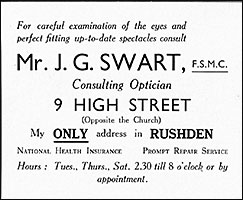 For careful examination of the eyes and
perfect fitting up-to-date spectacles consult
Mr. J. G. SWART, F.S.M.C.
Consulting Optician
9 HIGH STREET
(Opposite the Church)
My ONLY address in RUSHDEN
NATIONAL HEALTH INSURANCE PROMPT REPAIR SERVICE
Hours : Tues., Thurs., Sat. 2.30 till 8 o'clock or by
appointment.